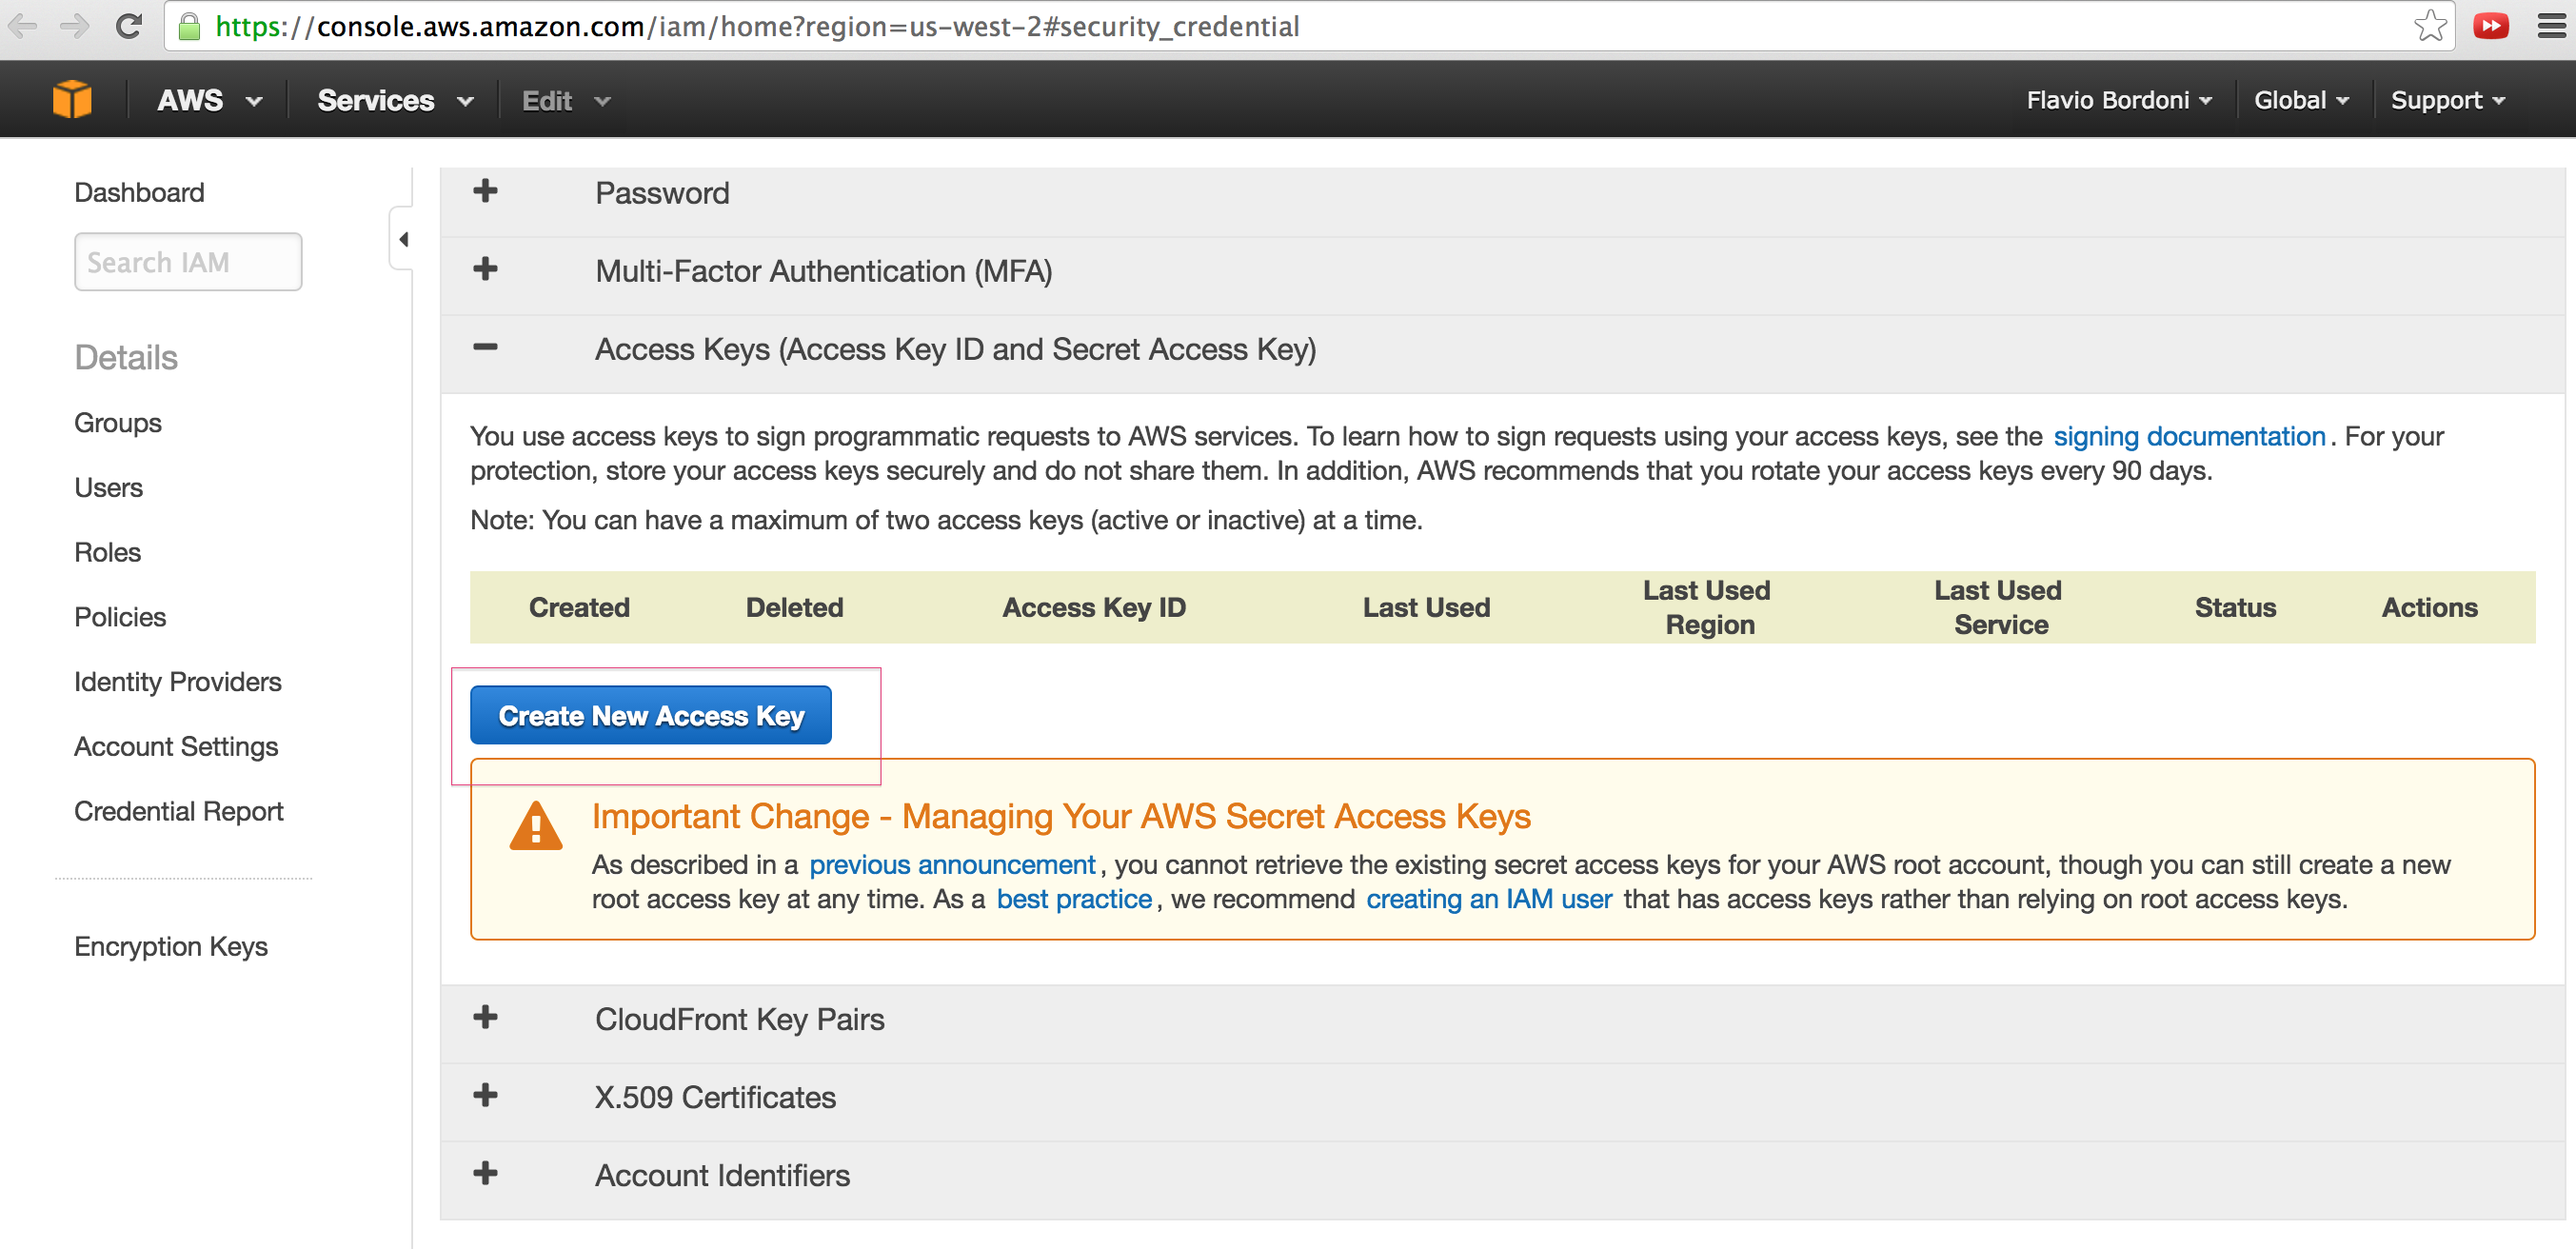 https://console.aws.amazon.com/iam/home?region=us-west-2#security_credential
AWS Services Edit Flavio Bordoni Global Support
Dashboard
Search IAM
Details
Groups
Users
Roles
Policies
Identity Providers
Account Settings
Credential Report
Encryption Keys
Password
Multi-Factor Authentication (MFA)
Access Keys (Access Key ID and Secret Access Key)
You use access keys to sign programmatic requests to AWS services. To learn how to sign requests using your access keys, see the signing documentation. For your
protection, store your access keys securely and do not share them. In addition, AWS recommends that you rotate your access keys every 90 days.
Note: You can have a maximum of two access keys (active or inactive) at a time.
Created Deleted Access Key ID Last Used Last Used Region Last Used Service Status Actions
Create New Access Key
Important Change - Managing Your AWS Secret Access Keys
As described in a previous announcement, you cannot retrieve the existing secret access keys for your AWS root account, though you can still create a new
root access key at any time. As a best practice, we recommend creating an IAM user that has access keys rather than relying on root access keys.
CloudFront Key Pairs
X.509 Certificates
Account Identifiers